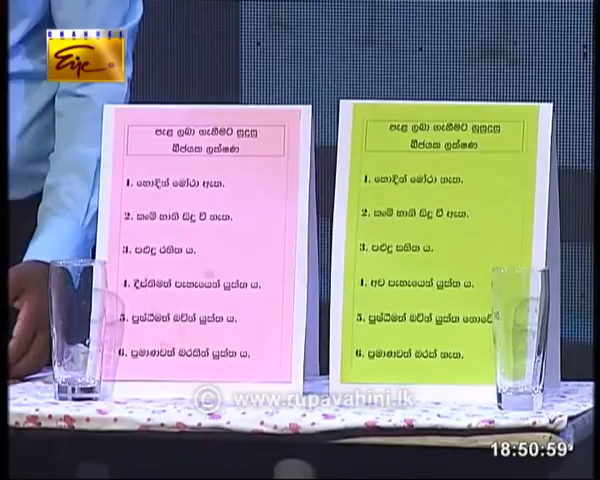 CHANNEL
Eye
පැළ ලබා ගැනීමට සුදුසු
බීජයක ලක්ෂණ
1. හොඳින් මෝරා ඇත.
2. කෘමි හානි සිදු වී නැත.
3. පළුදු රහිත ය.
4. දීප්තිමත් පැහැයෙන් යුක්ත ය.
5. පුෂ්ඨිමත් බවින් යුක්ත ය.
6. ප්‍රමාණවත් බරකින් යුක්ත ය.
පැළ ලබා ගැනීමට නුසුදුසු
බීජයක ලක්ෂණ
1. හොඳින් මෝරා නැත.
2. කෘමි හානි සිදු වී ඇත.
3. පළුදු සහිත ය.
4. අව පැහැයෙන් යුක්ත ය.
5. පුෂ්ඨිමත් බවින් යුක්ත
6. ප්‍රමාණවත් බරක් නැත.
© www.rupavahini.lk
18:50:59